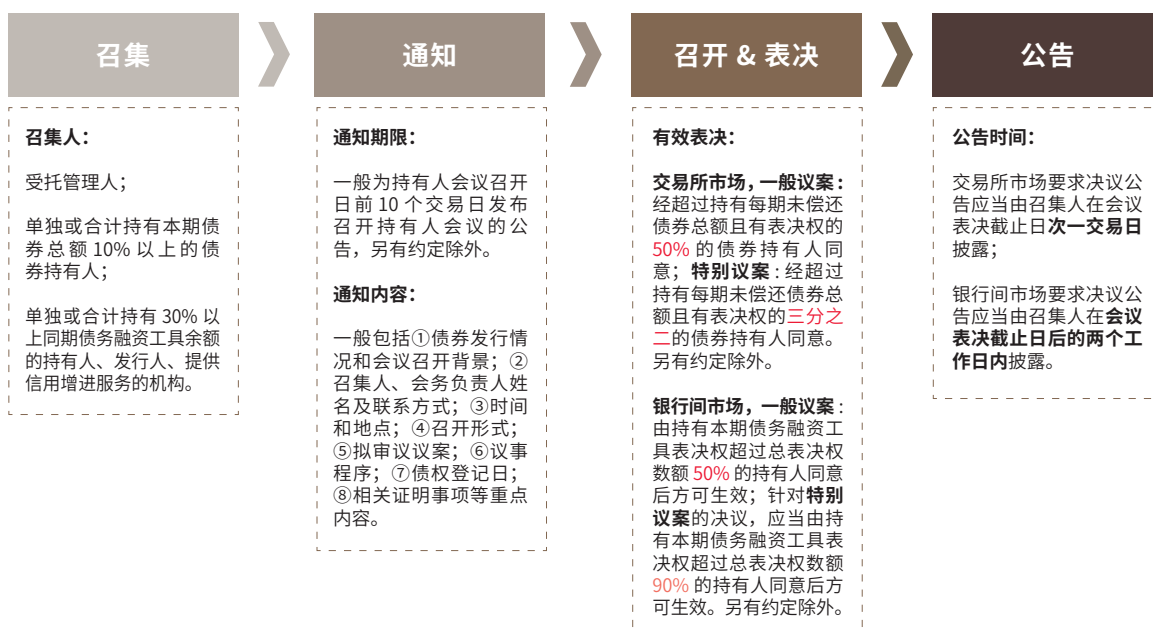 召集
通知
召开 & 表决
公告
召集人：
受托管理人；
单独或合计持有本期债
券总额 10% 以上的债
券持有人；
单独或合计持有 30% 以
上同期债务融资工具余额
的持有人、发行人、提供
信用增进服务的机构。
通知期限：
一般为持有人会议召开
日前 10 个交易日发布
召开持有人会议的公
告，另有约定除外。
通知内容：
一般包括①债券发行情
况和会议召开背景；②
召集人、会务负责人姓
名及联系方式；③时间
和地点；④召开形式；
⑤拟审议议案；⑥议事
程序；⑦债权登记日；
⑧相关证明事项等重点
内容。
有效表决：
交易所市场，一般议案：
经超过持有每期未偿还
债券总额且有表决权的
50% 的债券持有人同
意；特别议案：经超过
持有每期未偿还债券总
额且有表决权的三分之
二的债券持有人同意。
另有约定除外。
银行间市场，一般议案：
由持有本期债务融资工
具表决权超过总表决权
数额 50% 的持有人同意
后方可生效；针对特别
议案的决议，应当由持
有本期债务融资工具表
决权超过总表决权数额
90% 的持有人同意后方
可生效。另有约定除外。
公告时间：
交易所市场要求决议公
告应当由召集人在会议
表决截止日次一交易日
披露；
银行间市场要求决议公
告应当由召集人在会议
表决截止日后的两个工
作日内披露。